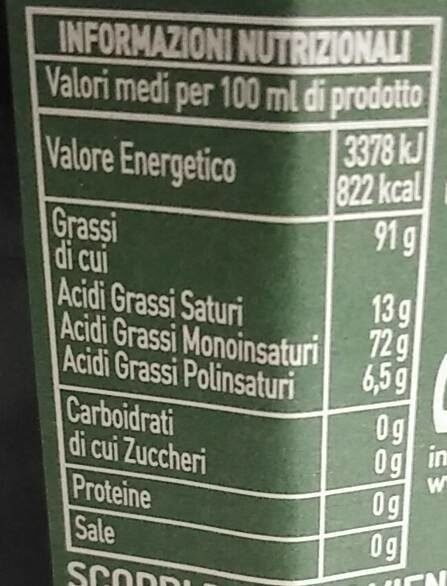 INFORMAZIONI NUTRIZIONALI
Valori medi per 100 ml di prodotto
Valore Energetico 3378 kJ
822 kcal
Grassi 91 g
di cui
Acidi Grassi Saturi 13 g
Acidi Grassi Monoinsaturi 72 g
Acidi Grassi Polinsaturi 6,5 g
Carboidrati 0 g
di cui Zuccheri 0 g
Proteine 0 g
Sale 0 g